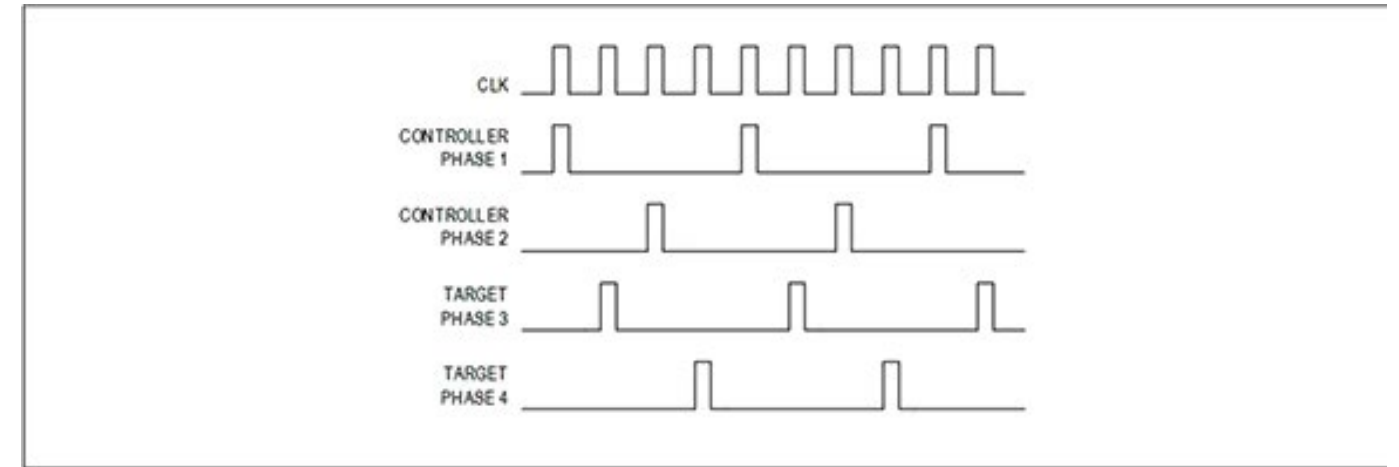 CLK
CONTROLLER
PHASE 1
CONTROLLER
PHASE 2
TARGET
PHASE 3
TARGET
PHASE 4